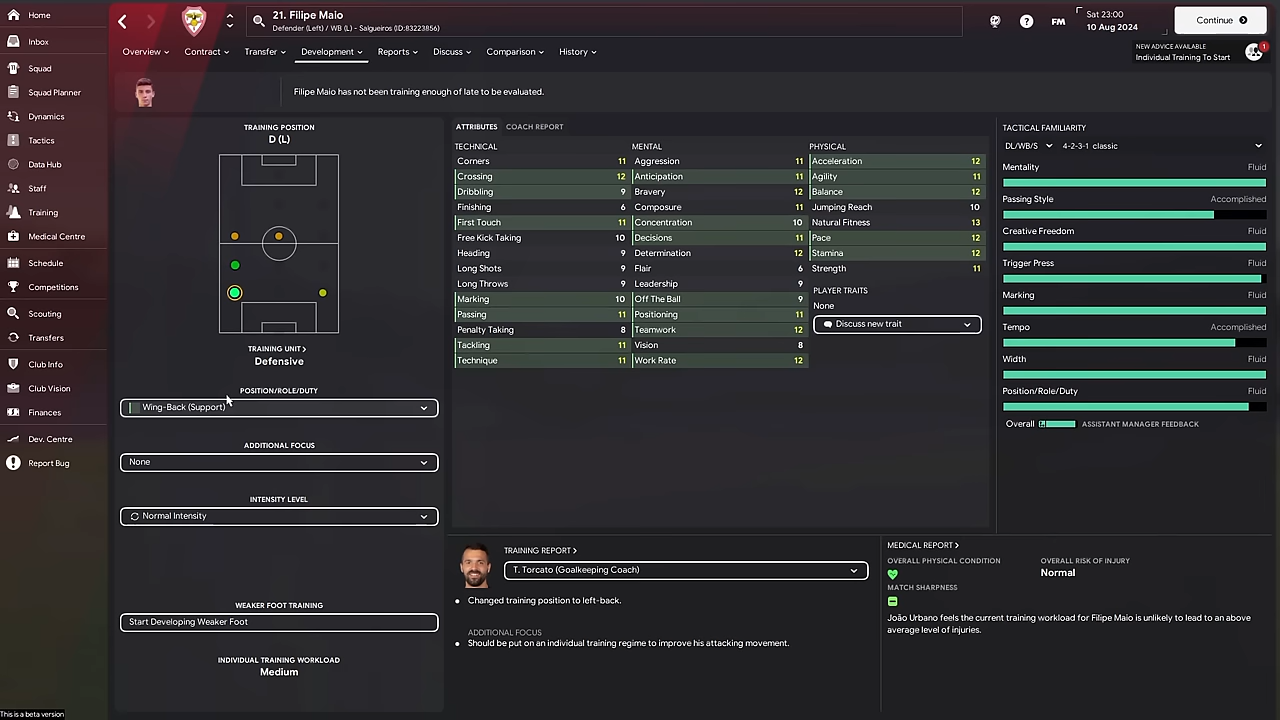 Home
Inbox
Squad
Squad Planner
Dynamics
Tactics
Data Hub
Staff
Training
Medical Centre
Schedule
Competitions
Scouting
Transfers
Club Info
Club Vision
Finances
Dev. Centre
Report Bug
This is a beta version
21. Filipe Maio
Defender (Left) / WB (L) - Salgueiros (ID:83223856)
FM
Sat 23:00
10 Aug 2024
Continue
Overview
Contract
Transfer
Development
Reports
Discuss
Comparison
History
NEW ADVICE AVAILABLE
Individual Training To Start
1
Filipe Maio has not been training enough of late to be evaluated.
TRAINING POSITION
D (L)
TRAINING UNIT
Defensive
POSITION/ROLE/DUTY
Wing-Back (Support)
ADDITIONAL FOCUS
None
INTENSITY LEVEL
Normal Intensity
WEAKER FOOT TRAINING
Start Developing Weaker Foot
INDIVIDUAL TRAINING WORKLOAD
Medium
ATTRIBUTES COACH REPORT
TECHNICAL
Corners 11
Crossing 12
Dribbling 9
Finishing 6
First Touch 11
Free Kick Taking 10
Heading 9
Long Shots 9
Long Throws 9
Marking 10
Passing 11
Penalty Taking 8
Tackling 11
Technique 11
MENTAL
Aggression 11
Anticipation 11
Bravery 12
Composure 11
Concentration 10
Decisions 11
Determination 12
Flair 6
Leadership 9
Off The Ball 9
Positioning 11
Teamwork 12
Vision 8
Work Rate 12
PHYSICAL
Acceleration 12
Agility 11
Balance 12
Jumping Reach 10
Natural Fitness 13
Pace 12
Stamina 12
Strength 11
PLAYER TRAITS
None
Discuss new trait
TACTICAL FAMILIARITY
DL/WB/S 4-2-3-1 classic
Mentality Fluid
Passing Style Accomplished
Creative Freedom Fluid
Trigger Press Fluid
Marking Fluid
Tempo Accomplished
Width Fluid
Position/Role/Duty Fluid
Overall ASSISTANT MANAGER FEEDBACK
TRAINING REPORT
T. Torcato (Goalkeeping Coach)
Changed training position to left-back.
ADDITIONAL FOCUS
Should be put on an individual training regime to improve his attacking movement.
MEDICAL REPORT
OVERALL PHYSICAL CONDITION
OVERALL RISK OF INJURY
Normal
MATCH SHARPNESS
João Urbano feels the current training workload for Filipe Maio is unlikely to lead to an above
average level of injuries.